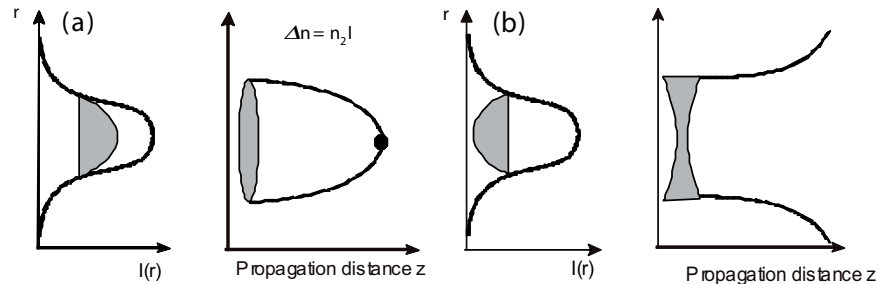 r
(a)
Δn = n₂I
r
(b)
I(r)
Propagation distance z
I(r)
Propagation distance z